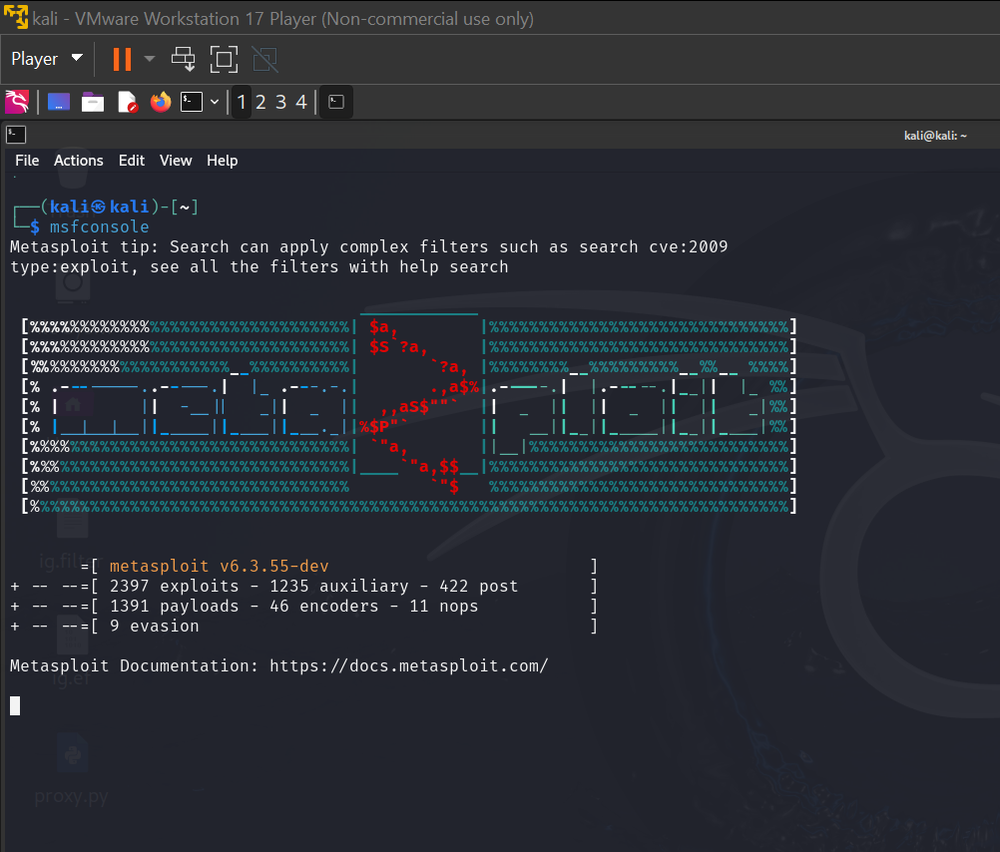 kali - VMware Workstation 17 Player (Non-commercial use only)
Player
1 2 3 4
kali@kali: ~
File Actions Edit View Help
┌──(kali㉿kali)-[~]
└─$ msfconsole
Metasploit tip: Search can apply complex filters such as search cve:2009
type:exploit, see all the filters with help search
=[ metasploit v6.3.55-dev ]
+ -- --=[ 2397 exploits - 1235 auxiliary - 422 post ]
+ -- --=[ 1391 payloads - 46 encoders - 11 nops ]
+ -- --=[ 9 evasion ]
Metasploit Documentation: https://docs.metasploit.com/
proxy.py